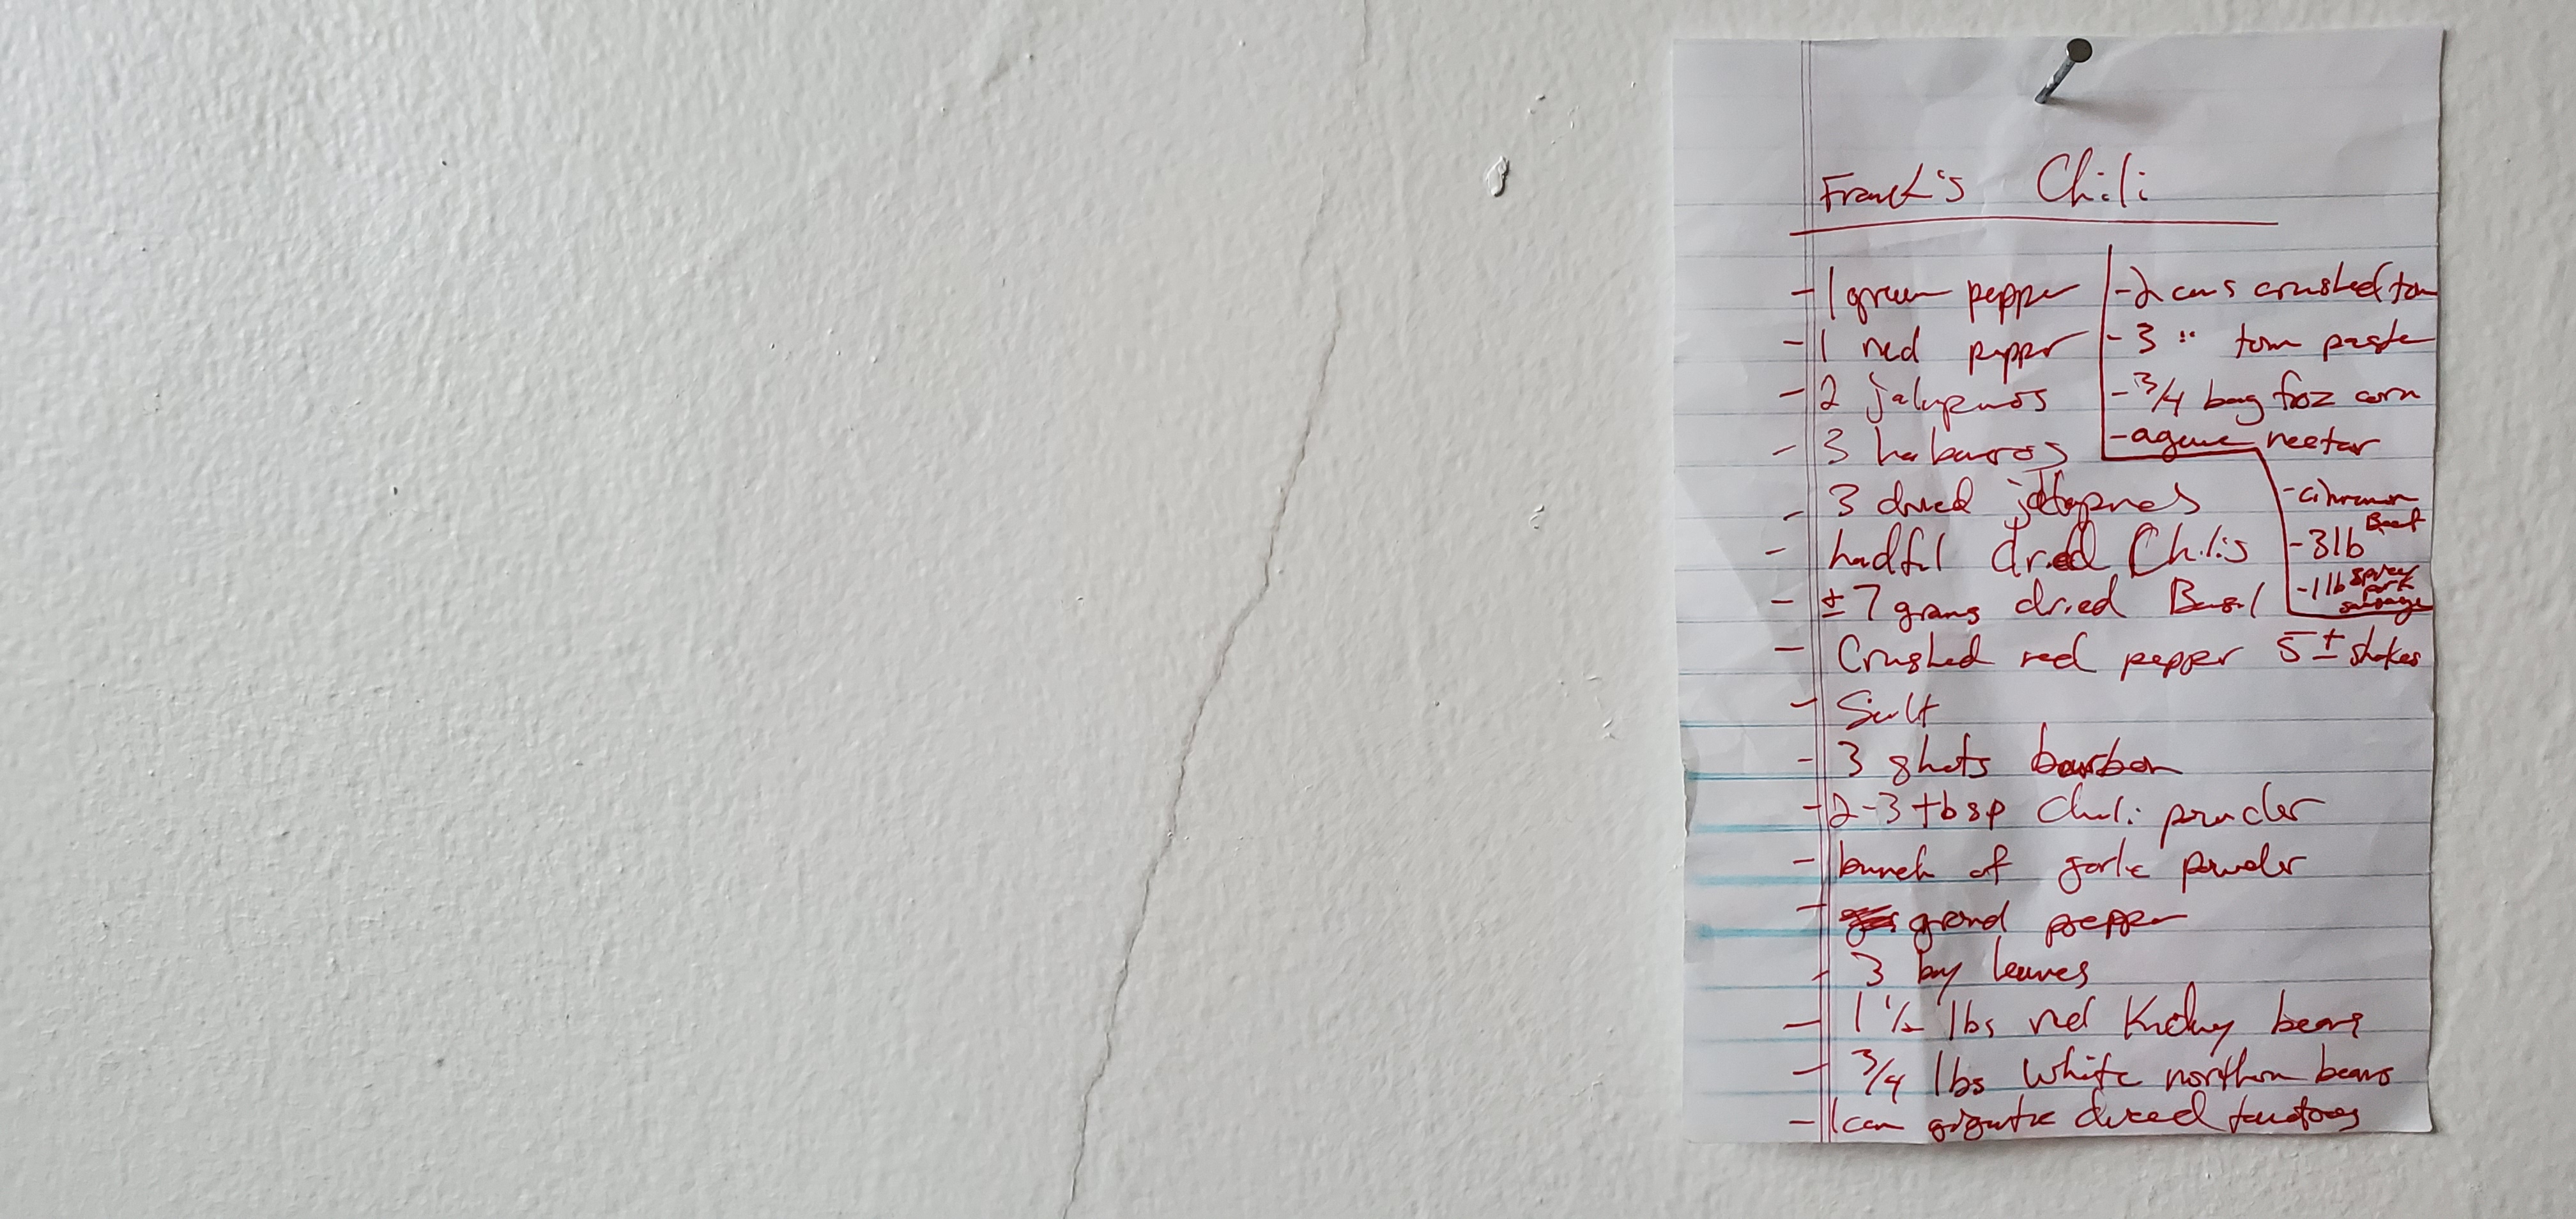 Frank's Chili
- 1 green pepper
- 1 red pepper
- 2 jalapenos
- 3 habaneros
- 3 dried jalapenos
- hadful dried Chilis
- ± 7 grams dried Basil
- Crushed red pepper 5 ± shakes
- Salt
- 3 shots bourbon
- 2-3 tbsp Chili powder
- bunch of garlic powder
- ground pepper
- 3 bay leaves
- 1 1/2 lbs red Kidney beans
- 3/4 lbs White northern beans
- 1 can gigantic diced tomatoes
- 2 cans crushed tom
- 3 " tom paste
- 3/4 bag froz corn
- agave nectar
- cinnamon
- 3 lb Beef
- 1 lb spicy pork sausage